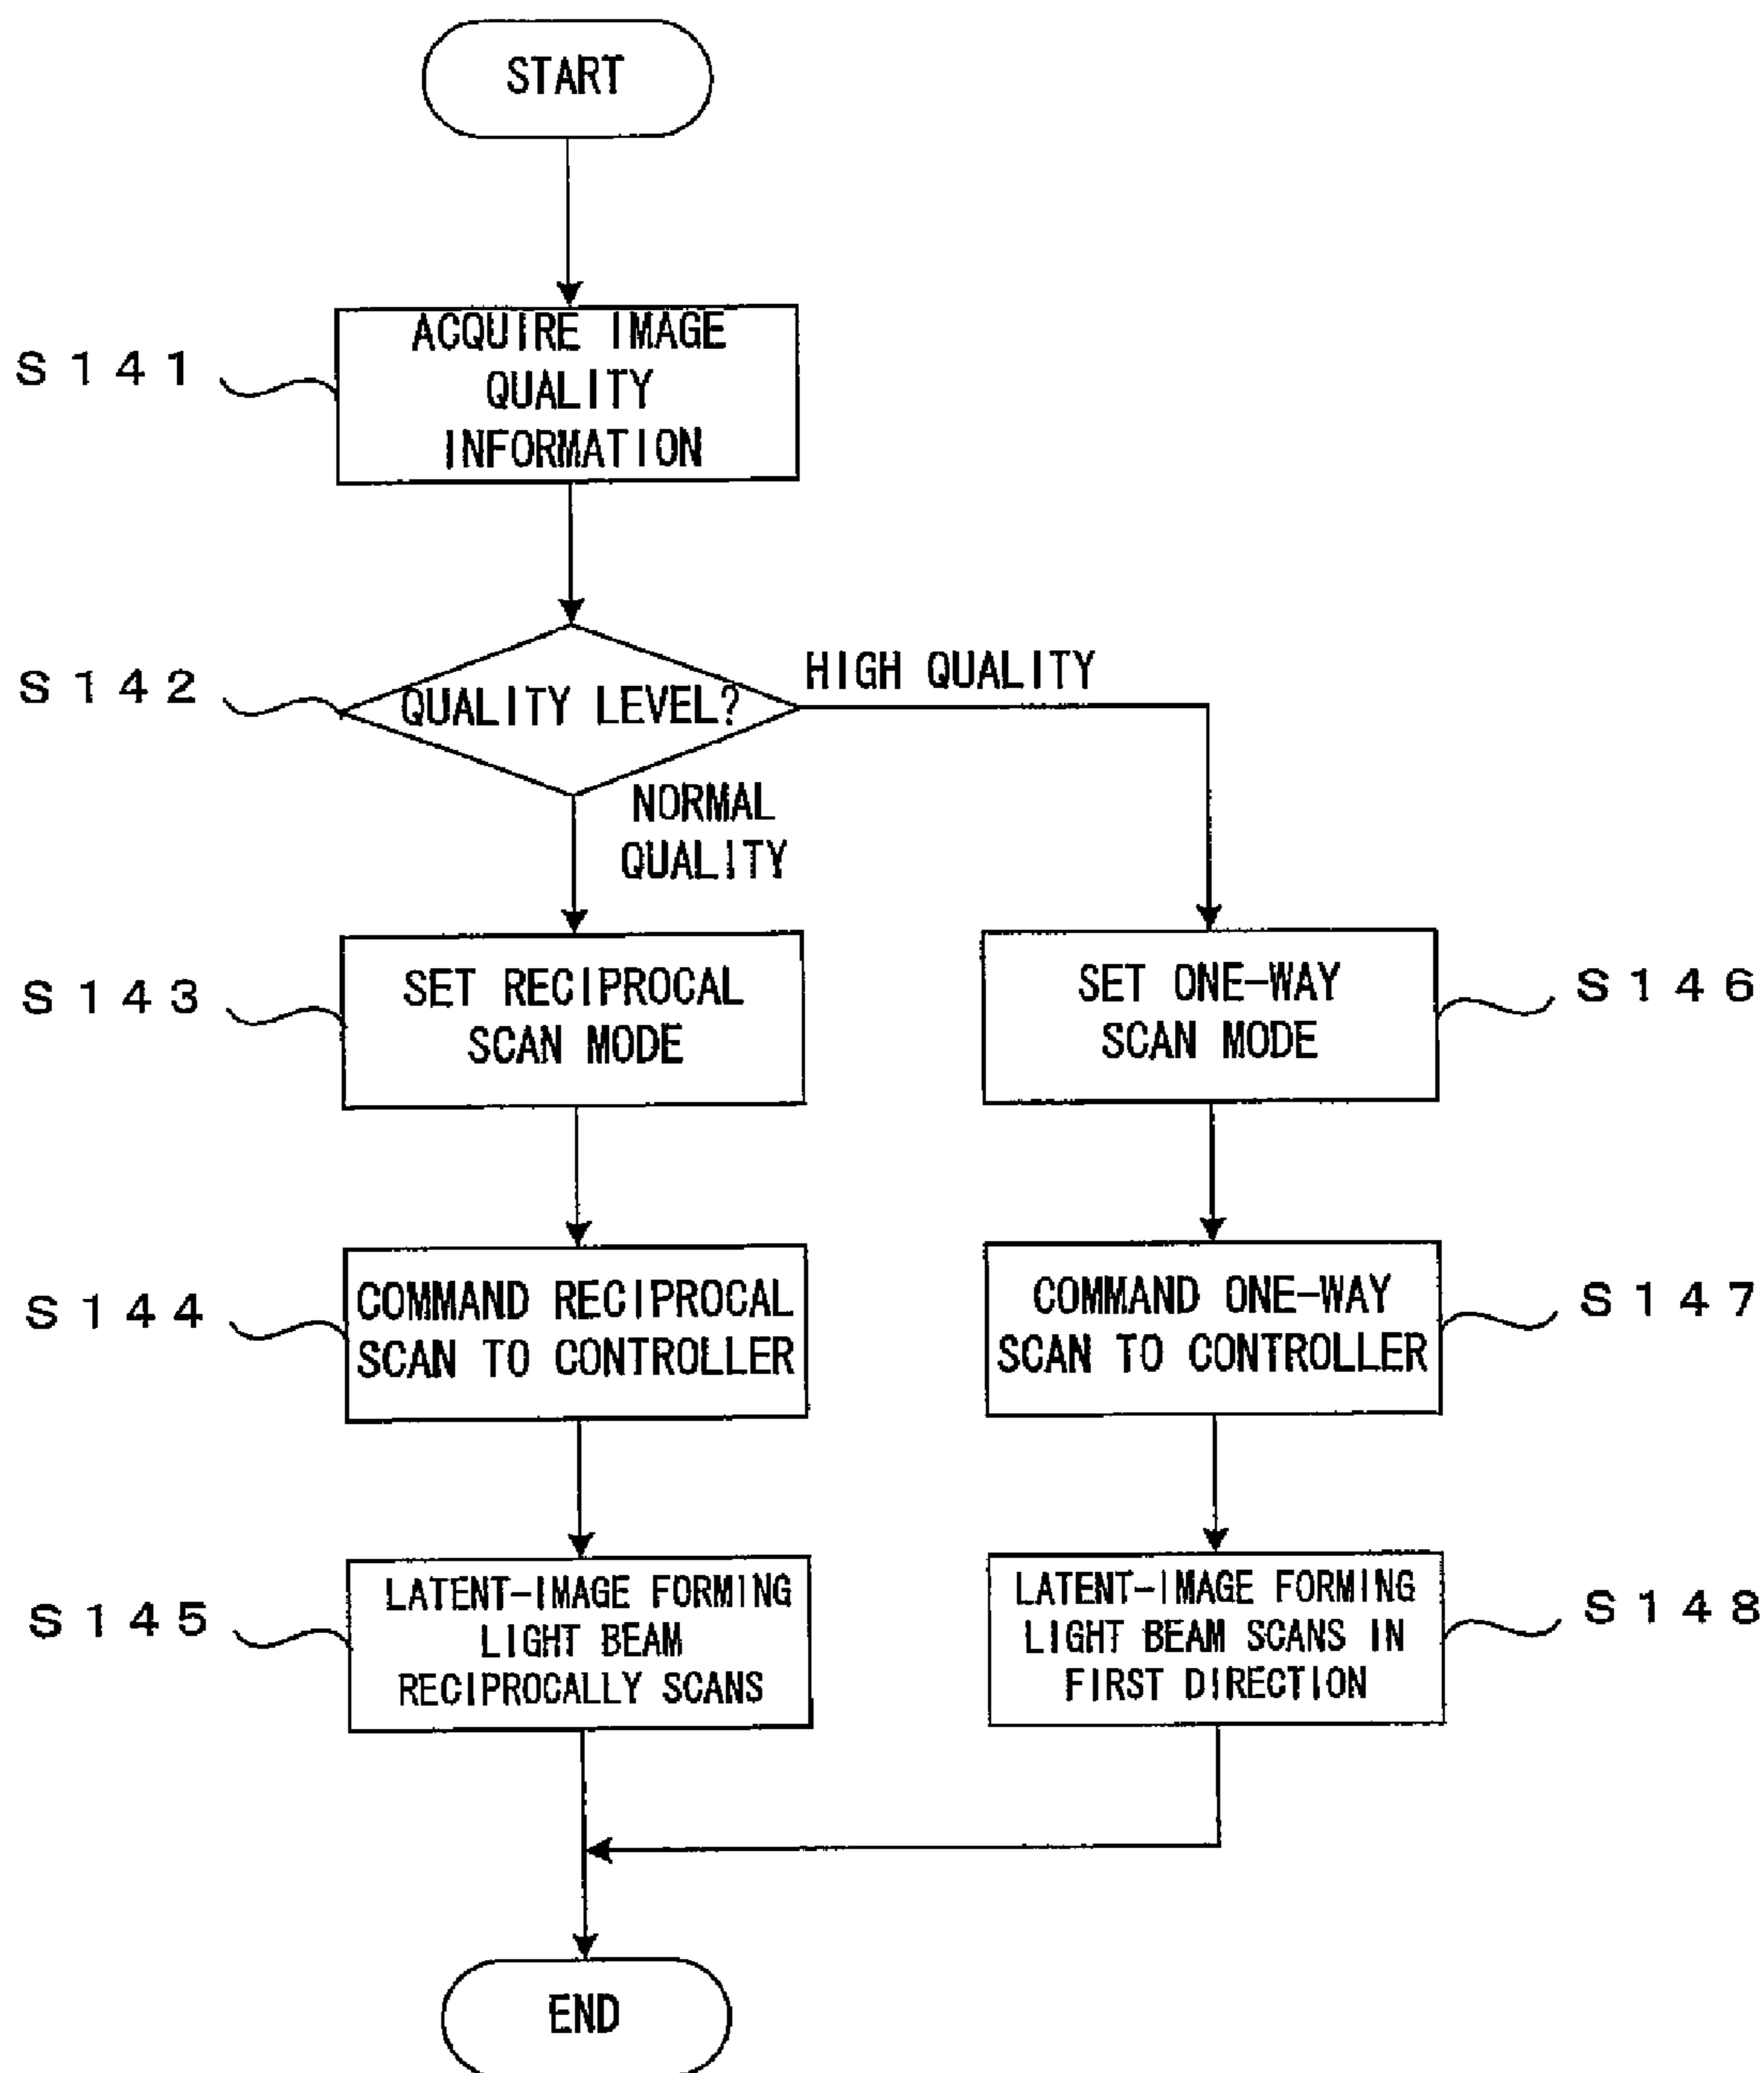 START
S141
ACQUIRE IMAGE
QUALITY
INFORMATION
S142
QUALITY LEVEL?
HIGH QUALITY
NORMAL
QUALITY
S143
SET RECIPROCAL
SCAN MODE
SET ONE-WAY
SCAN MODE
S146
S144
COMMAND RECIPROCAL
SCAN TO CONTROLLER
COMMAND ONE-WAY
SCAN TO CONTROLLER
S147
S145
LATENT-IMAGE FORMING
LIGHT BEAM
RECIPROCALLY SCANS
LATENT-IMAGE FORMING
LIGHT BEAM SCANS IN
FIRST DIRECTION
S148
END